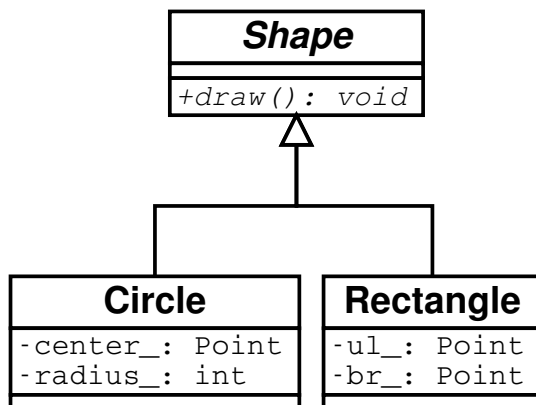 Shape
+draw(): void
Circle
-center_: Point
-radius_: int
Rectangle
-ul_: Point
-br_: Point